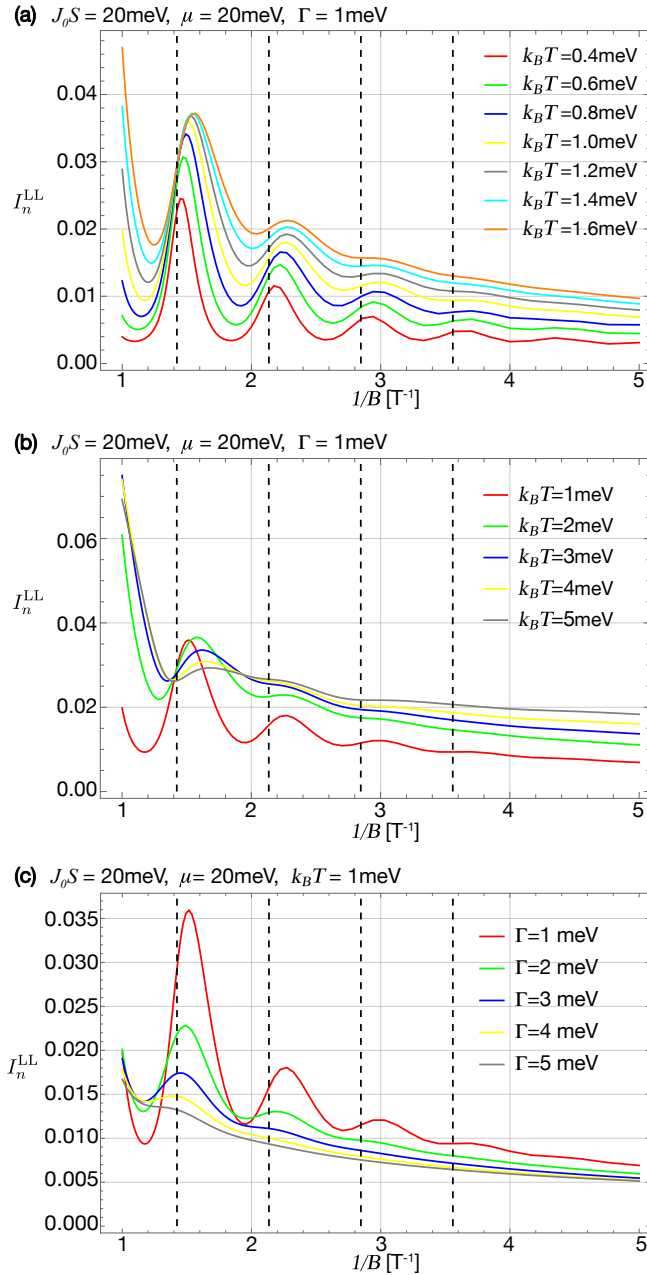 (a) J₀S = 20meV, μ = 20meV, Γ = 1meV
k_BT=0.4meV
k_BT=0.6meV
k_BT=0.8meV
k_BT=1.0meV
k_BT=1.2meV
k_BT=1.4meV
k_BT=1.6meV
0.04
0.03
0.02
0.01
0.00
I_n^LL
1 2 3 4 5
1/B [T⁻¹]
(b) J₀S = 20meV, μ = 20meV, Γ = 1meV
k_BT=1meV
k_BT=2meV
k_BT=3meV
k_BT=4meV
k_BT=5meV
0.06
0.04
0.02
0.00
I_n^LL
1 2 3 4 5
1/B [T⁻¹]
(c) J₀S = 20meV, μ= 20meV, k_BT= 1meV
Γ=1 meV
Γ=2 meV
Γ=3 meV
Γ=4 meV
Γ=5 meV
0.035
0.030
0.025
0.020
0.015
0.010
0.005
0.000
I_n^LL
1 2 3 4 5
1/B [T⁻¹]